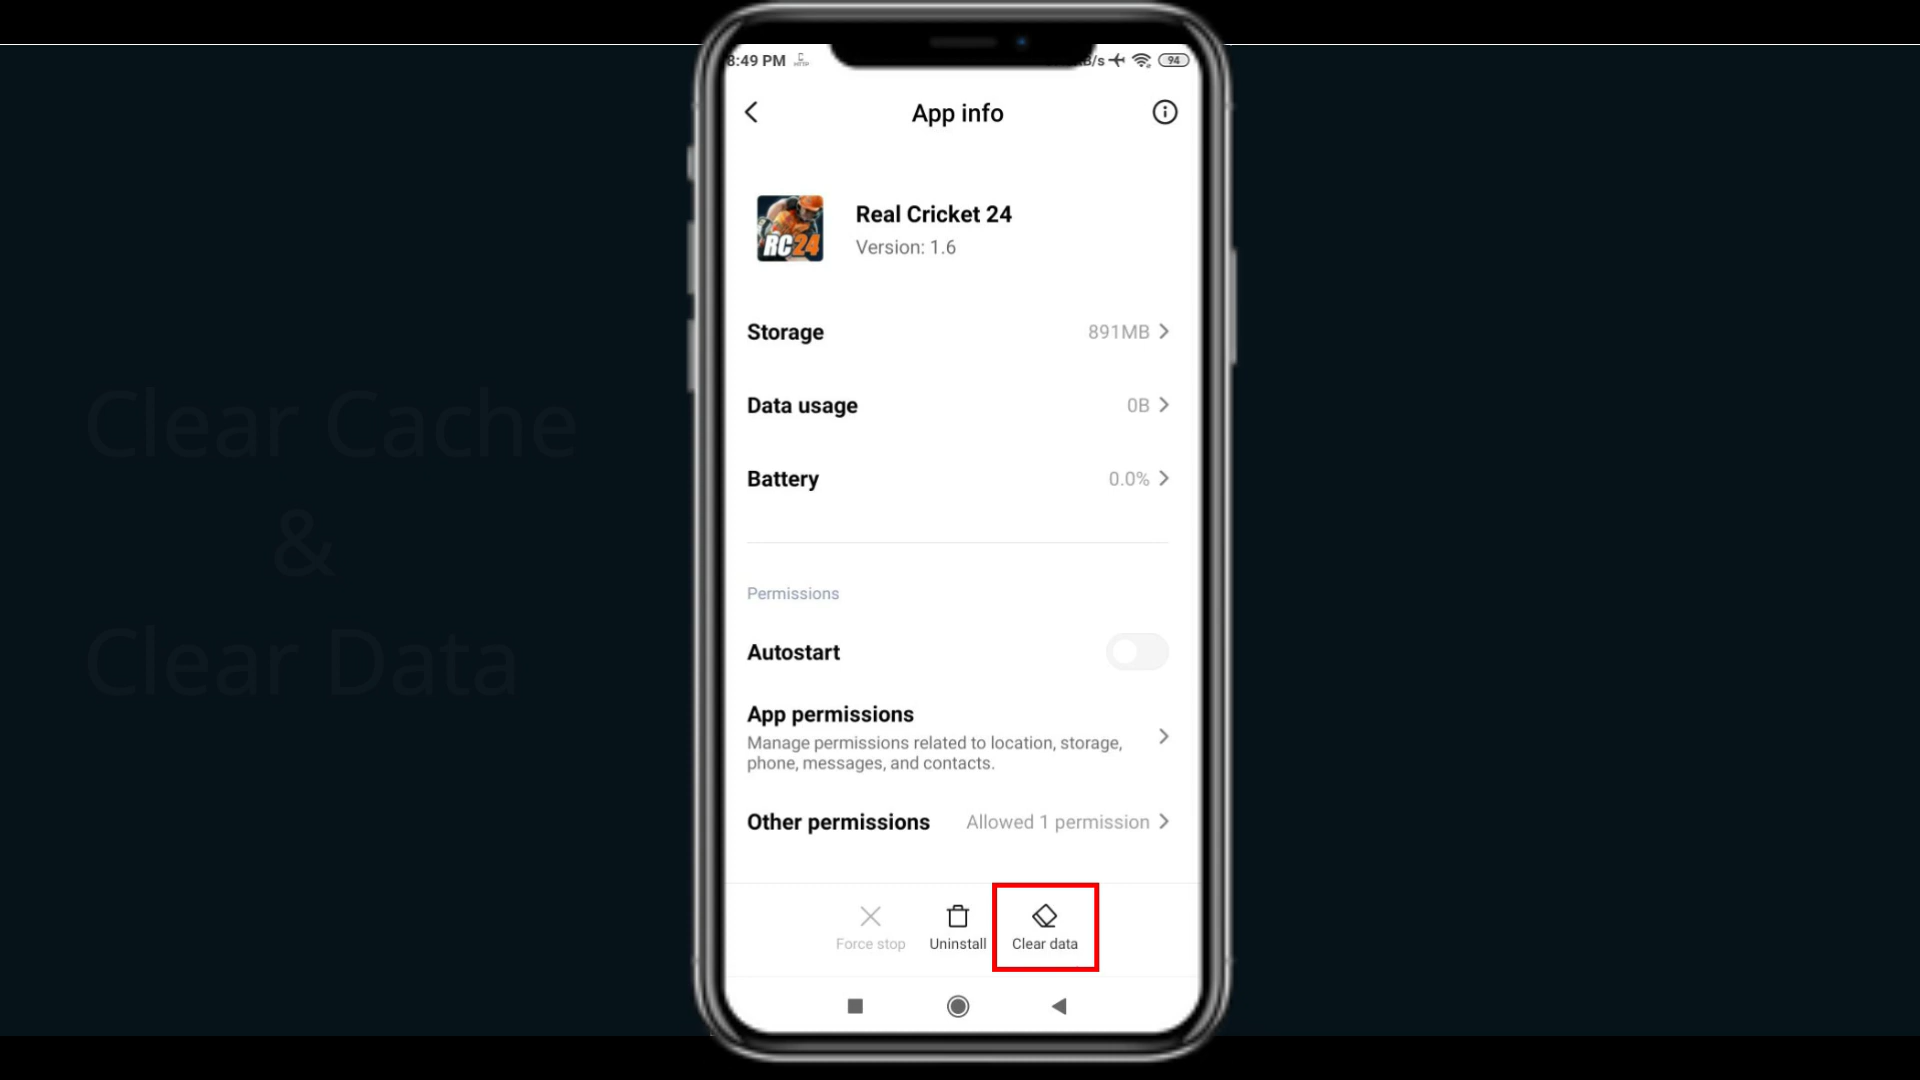 8:49 PM
B/s
94
App info
RC24
Real Cricket 24
Version: 1.6
Storage 891MB
Data usage 0B
Battery 0.0%
Permissions
Autostart
App permissions
Manage permissions related to location, storage,
phone, messages, and contacts.
Other permissions Allowed 1 permission
Force stop Uninstall Clear data
Clear Cache
&
Clear Data